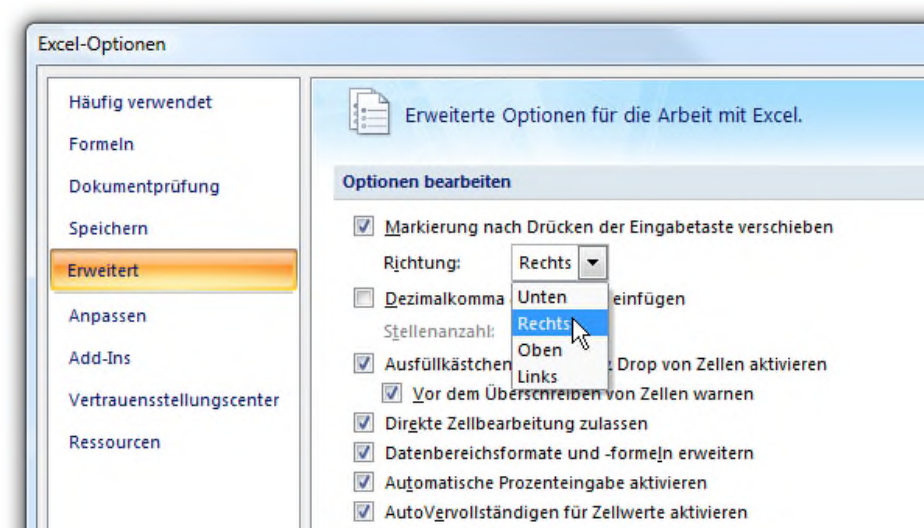 Excel-Optionen
Häufig verwendet
Formeln
Dokumentprüfung
Speichern
Erweitert
Anpassen
Add-Ins
Vertrauensstellungscenter
Ressourcen
Erweiterte Optionen für die Arbeit mit Excel.
Optionen bearbeiten
Markierung nach Drücken der Eingabetaste verschieben
Richtung: Rechts
Unten
Rechts
Oben
Links
Dezimalkomma einfügen
Stellenanzahl:
Ausfüllkästchen Drop von Zellen aktivieren
Vor dem Überschreiben von Zellen warnen
Direkte Zellbearbeitung zulassen
Datenbereichsformate und -formeln erweitern
Automatische Prozenteingabe aktivieren
AutoVervollständigen für Zellwerte aktivieren